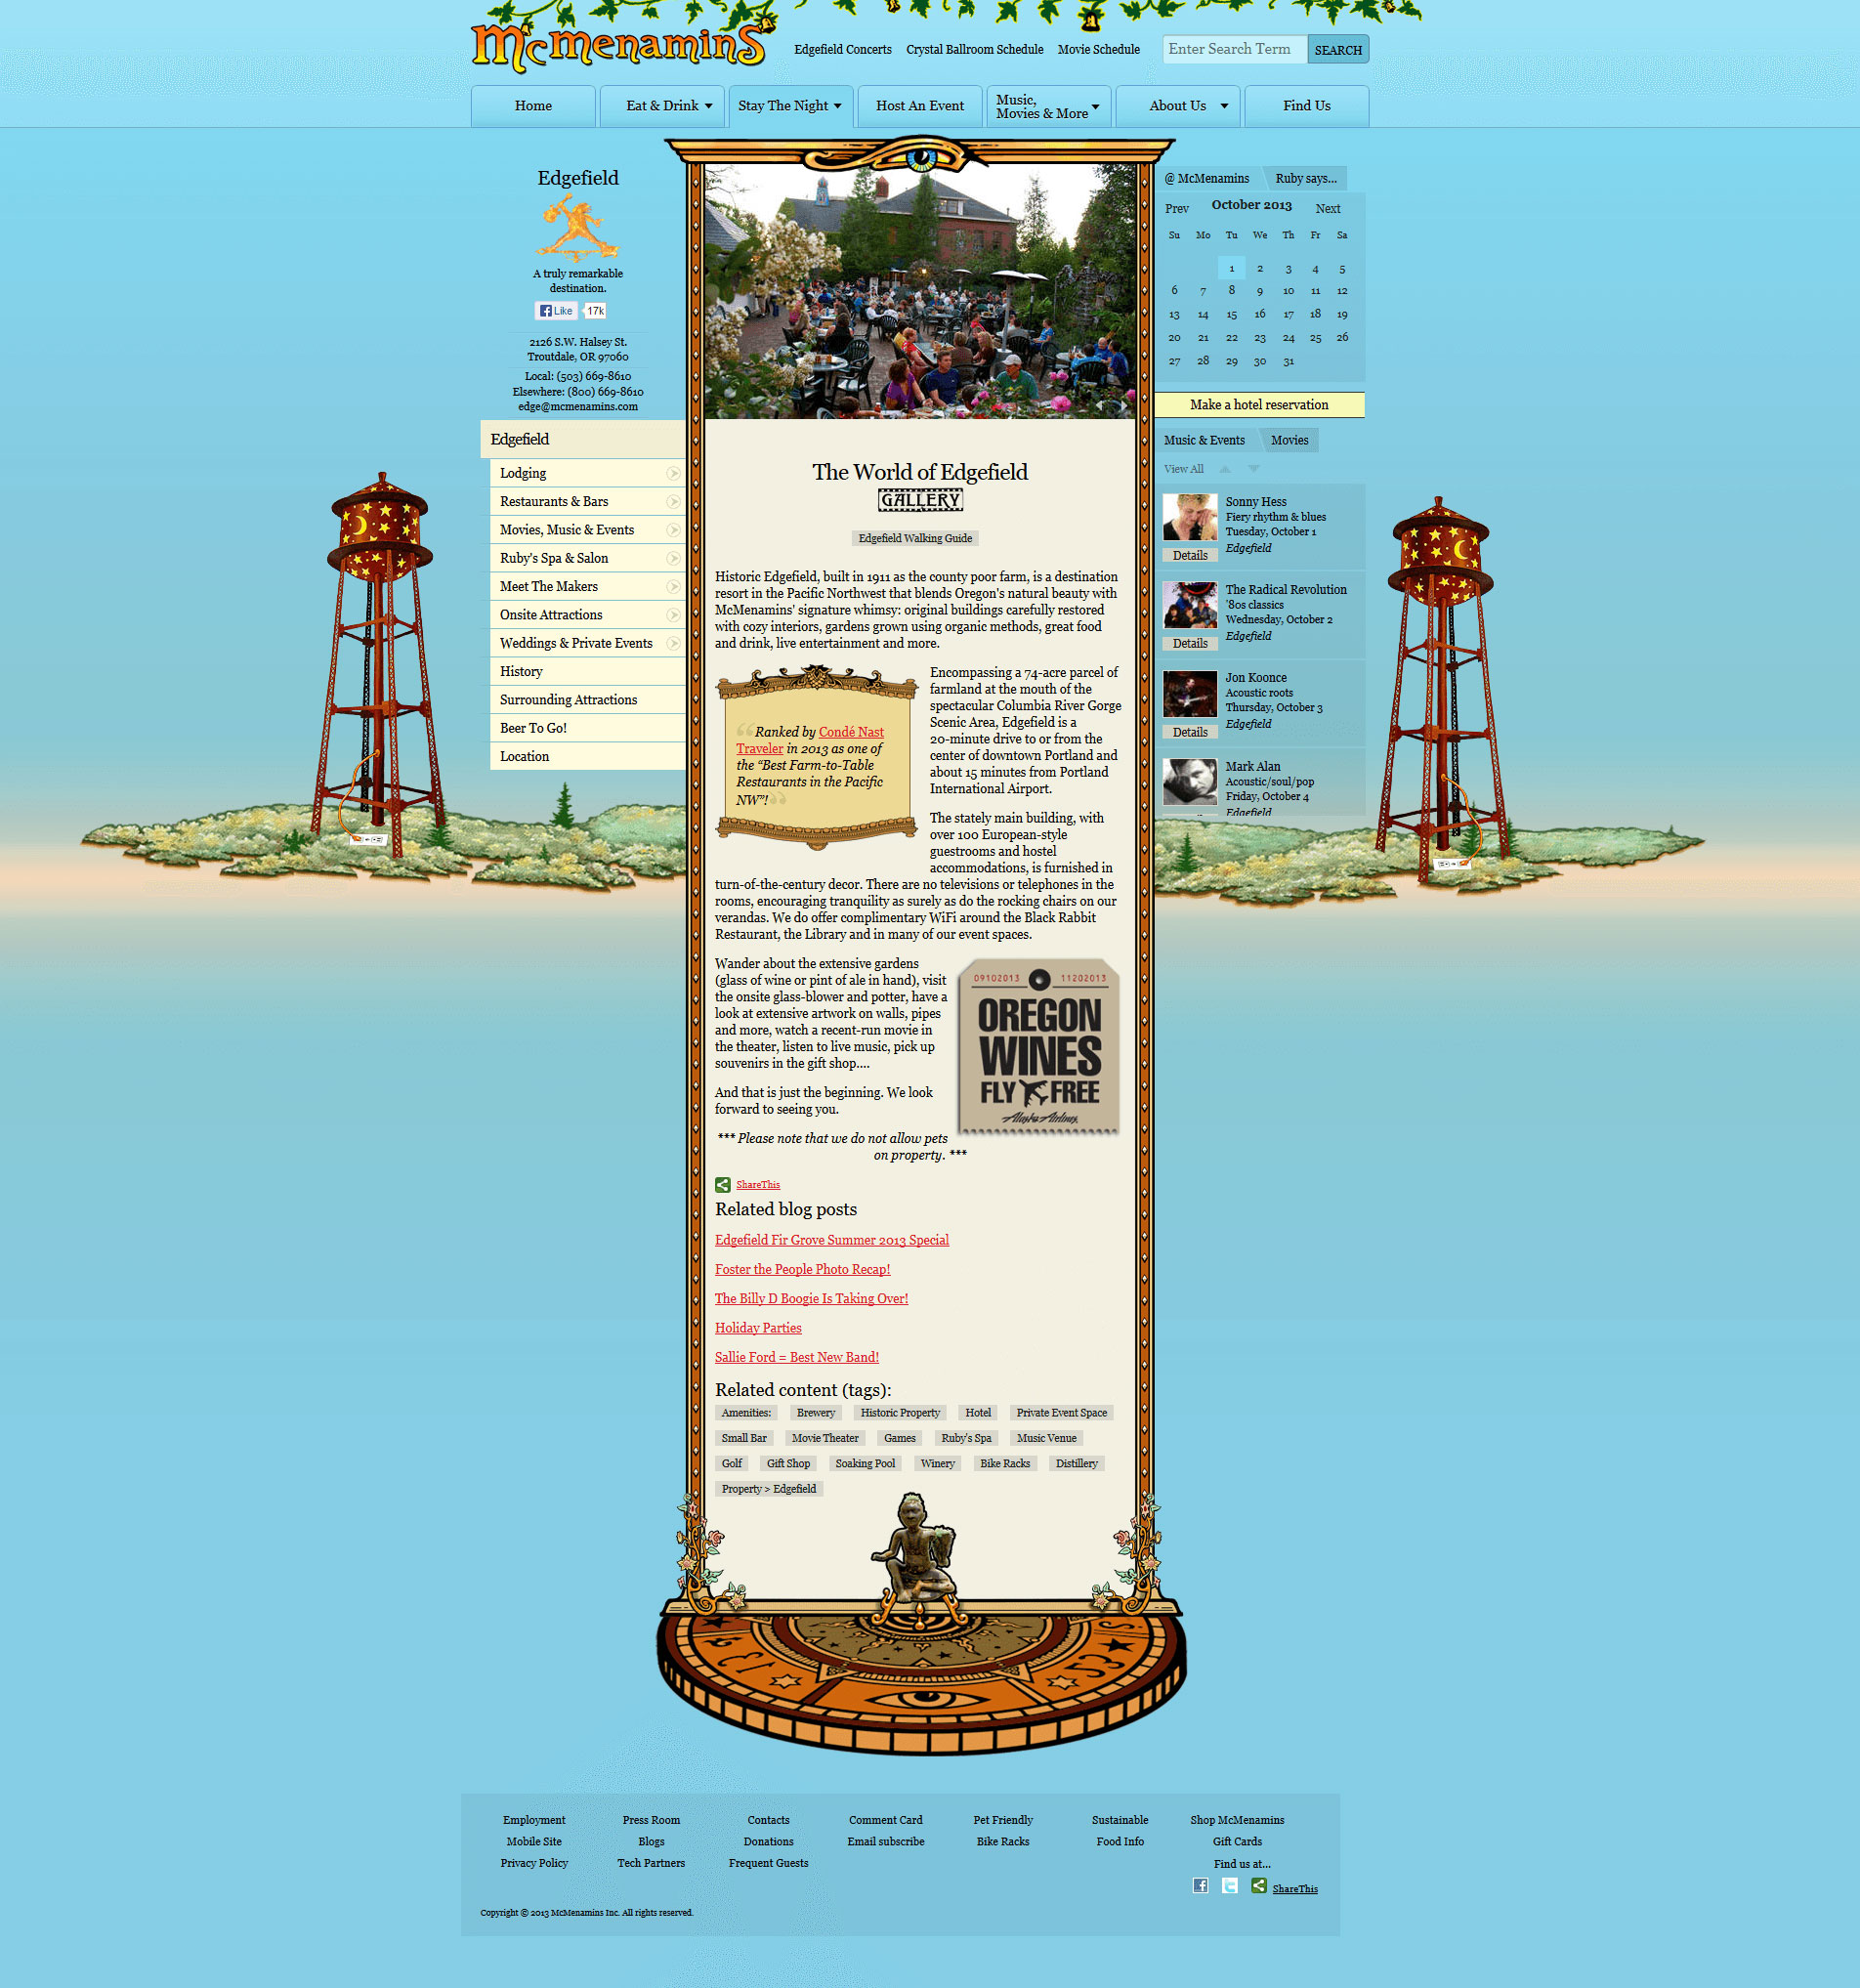 McMenamins
Edgefield Concerts
Crystal Ballroom Schedule
Movie Schedule
Enter Search Term
SEARCH
Home
Eat & Drink
Stay The Night
Host An Event
Music,
Movies & More
About Us
Find Us
Edgefield
A truly remarkable
destination.
Like
17k
2126 S.W. Halsey St.
Troutdale, OR 97060
Local: (503) 669-8610
Elsewhere: (800) 669-8610
edge@mcmenamins.com
Edgefield
Lodging
Restaurants & Bars
Movies, Music & Events
Ruby's Spa & Salon
Meet The Makers
Onsite Attractions
Weddings & Private Events
History
Surrounding Attractions
Beer To Go!
Location
The World of Edgefield
GALLERY
Edgefield Walking Guide
Historic Edgefield, built in 1911 as the county poor farm, is a destination
resort in the Pacific Northwest that blends Oregon's natural beauty with
McMenamins' signature whimsy: original buildings carefully restored
with cozy interiors, gardens grown using organic methods, great food
and drink, live entertainment and more.
“Ranked by Condé Nast
Traveler in 2013 as one of
the “Best Farm-to-Table
Restaurants in the Pacific
NW”!”
Encompassing a 74-acre parcel of
farmland at the mouth of the
spectacular Columbia River Gorge
Scenic Area, Edgefield is a
20-minute drive to or from the
center of downtown Portland and
about 15 minutes from Portland
International Airport.
The stately main building, with
over 100 European-style
guestrooms and hostel
accommodations, is furnished in
turn-of-the-century decor. There are no televisions or telephones in the
rooms, encouraging tranquility as surely as do the rocking chairs on our
verandas. We do offer complimentary WiFi around the Black Rabbit
Restaurant, the Library and in many of our event spaces.
Wander about the extensive gardens
(glass of wine or pint of ale in hand), visit
the onsite glass-blower and potter, have a
look at extensive artwork on walls, pipes
and more, watch a recent-run movie in
the theater, listen to live music, pick up
souvenirs in the gift shop....
And that is just the beginning. We look
forward to seeing you.
09102013 11202013
OREGON
WINES
FLY FREE
Alaska Airlines
*** Please note that we do not allow pets
on property. ***
ShareThis
Related blog posts
Edgefield Fir Grove Summer 2013 Special
Foster the People Photo Recap!
The Billy D Boogie Is Taking Over!
Holiday Parties
Sallie Ford = Best New Band!
Related content (tags):
Amenities: Brewery Historic Property Hotel Private Event Space
Small Bar Movie Theater Games Ruby's Spa Music Venue
Golf Gift Shop Soaking Pool Winery Bike Racks Distillery
Property > Edgefield
@ McMenamins
Ruby says...
Prev October 2013 Next
Su Mo Tu We Th Fr Sa
1 2 3 4 5
6 7 8 9 10 11 12
13 14 15 16 17 18 19
20 21 22 23 24 25 26
27 28 29 30 31
Make a hotel reservation
Music & Events
Movies
View All
Sonny Hess
Fiery rhythm & blues
Tuesday, October 1
Edgefield
Details
The Radical Revolution
'80s classics
Wednesday, October 2
Edgefield
Details
Jon Koonce
Acoustic roots
Thursday, October 3
Edgefield
Details
Mark Alan
Acoustic/soul/pop
Friday, October 4
Edgefield
Employment Press Room Contacts Comment Card Pet Friendly Sustainable Shop McMenamins
Mobile Site Blogs Donations Email subscribe Bike Racks Food Info Gift Cards
Privacy Policy Tech Partners Frequent Guests Find us at...
ShareThis
Copyright © 2013 McMenamins Inc. All rights reserved.